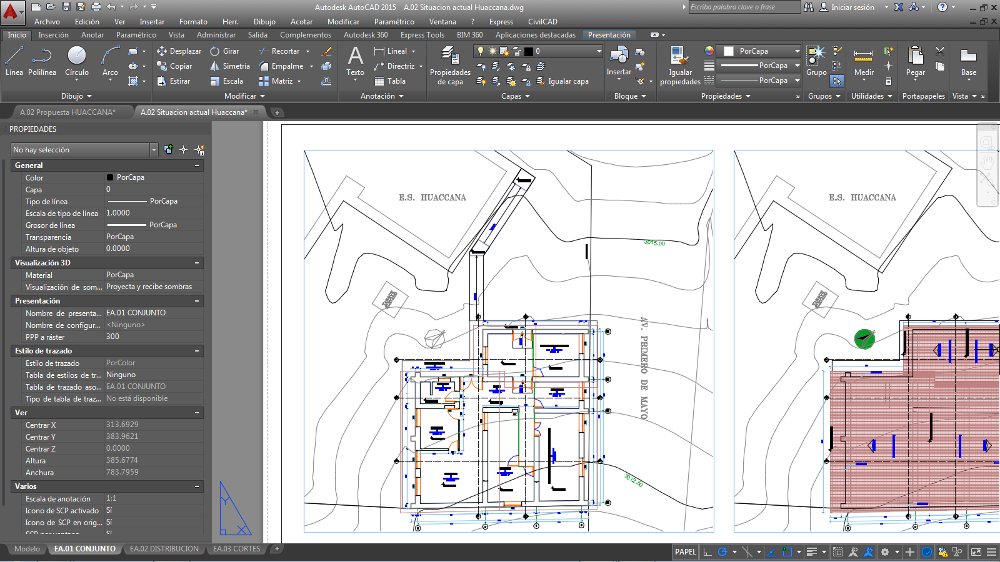 Autodesk AutoCAD 2015   A.02 Situacion actual Huaccana.dwg
Escriba palabra clave o frase
Iniciar sesión
Archivo Edición Ver Insertar Formato Herr. Dibujo Acotar Modificar Paramétrico Ventana ? Express CivilCAD
Inicio Inserción Anotar Paramétrico Vista Administrar Salida Complementos Autodesk 360 Express Tools BIM 360 Aplicaciones destacadas Presentación
Línea Polilínea Círculo Arco
Desplazar Girar Recortar
Copiar Simetría Empalme
Estirar Escala Matriz
Texto
Lineal
Directriz
Tabla
Propiedades de capa
0
Igualar capa
Insertar
Igualar propiedades
PorCapa
PorCapa
PorCapa
Grupo
Medir
Pegar
Base
Dibujo Modificar Anotación Capas Bloque Propiedades Grupos Utilidades Portapapeles Vista
A.02 Propuesta HUACCANA* A.02 Situacion actual Huaccana*
PROPIEDADES
No hay selección
General
Color PorCapa
Capa 0
Tipo de línea PorCapa
Escala de tipo de línea 1.0000
Grosor de línea PorCapa
Transparencia PorCapa
Altura de objeto 0.0000
Visualización 3D
Material PorCapa
Visualización de som... Proyecta y recibe sombras
Presentación
Nombre de presenta... EA.01 CONJUNTO
Nombre de configur... <Ninguno>
PPP a ráster 300
Estilo de trazado
Estilo de trazado PorColor
Tabla de estilos de tr... Ninguno
Tabla de trazado aso... EA.01 CONJUNTO
Tipo de tabla de traz... No está disponible
Ver
Centrar X 313.6929
Centrar Y 383.9621
Centrar Z 0.0000
Altura 385.6774
Anchura 783.7959
Varios
Escala de anotación 1:1
Icono de SCP activado Sí
Icono de SCP en orig... Sí
E.S. HUACCANA
3015.00
AV. PRIMERO DE MAYO
3012.50
E.S. HUACCANA
Y
X
Modelo EA.01 CONJUNTO EA.02 DISTRIBUCION EA.03 CORTES
PAPEL